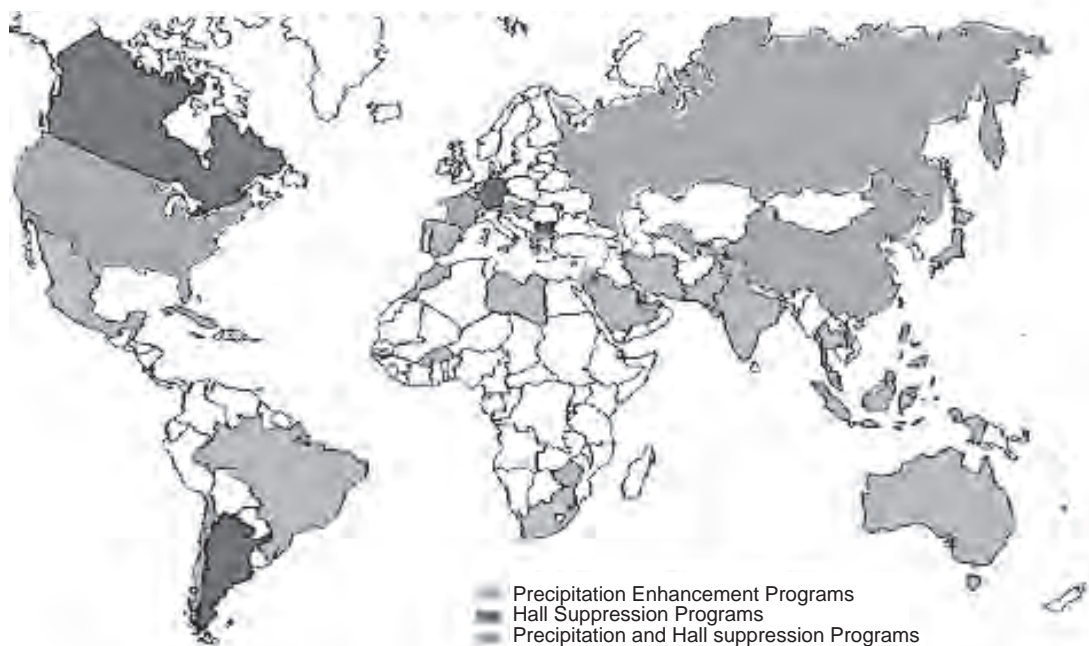 Precipitation Enhancement Programs
Hall Suppression Programs
Precipitation and Hall suppression Programs